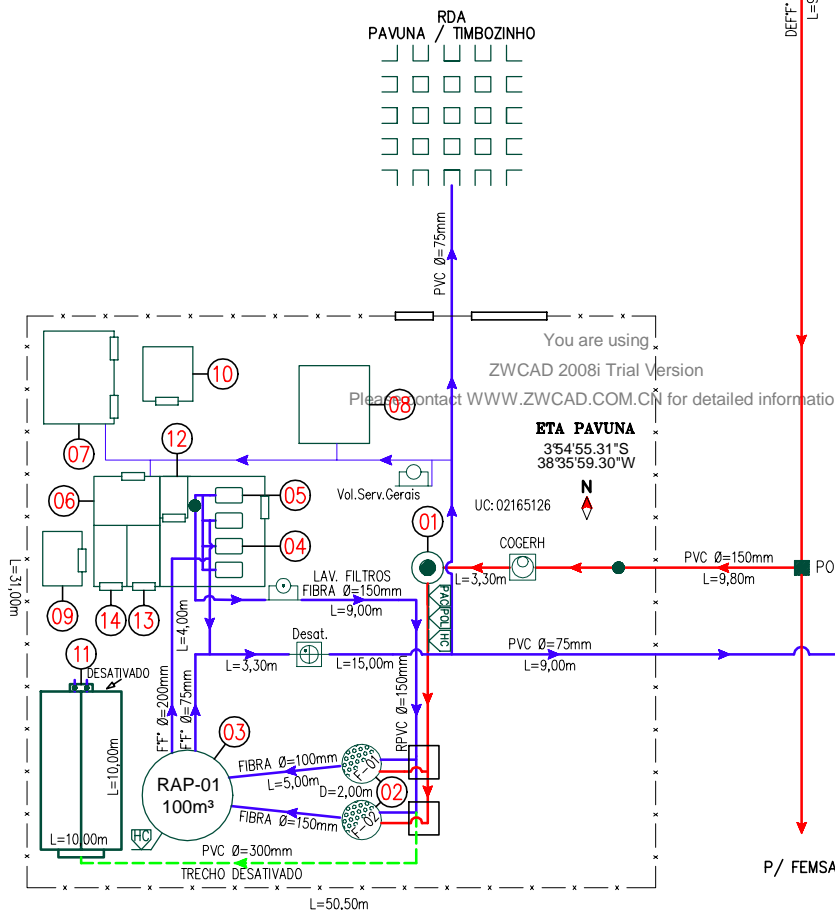 RDA
PAVUNA / TIMBOZINHO
PVC Ø=75mm
You are using
ZWCAD 2008i Trial Version
Please contact WWW.ZWCAD.COM.CN for detailed informatio
ETA PAVUNA
3°54'55.31"S
38°35'59.30"W
N
UC: 02165126
10
07
08
12
06
05
04
09
14
13
Vol.Serv.Gerais
01
COGERH
L=3,30m
PVC Ø=150mm
L=9,80m
PO
LAV. FILTROS
FIBRA Ø=150mm
L=9,00m
L=4,00m
PAC
POL
HC
Desat.
L=3,30m
L=15,00m
PVC Ø=75mm
L=9,00m
L=31,00m
11
DESATIVADO
FºFº Ø=200mm
FºFº Ø=75mm
RPVC Ø=150mm
03
L=10,00m
L=10,00m
RAP-01
100m³
HC
FIBRA Ø=100mm
L=5,00m
FIBRA Ø=150mm
F-01
D=2,00m
02
F-02
PVC Ø=300mm
TRECHO DESATIVADO
L=50,50m
P/ FEMSA
DEFºFº
L=9